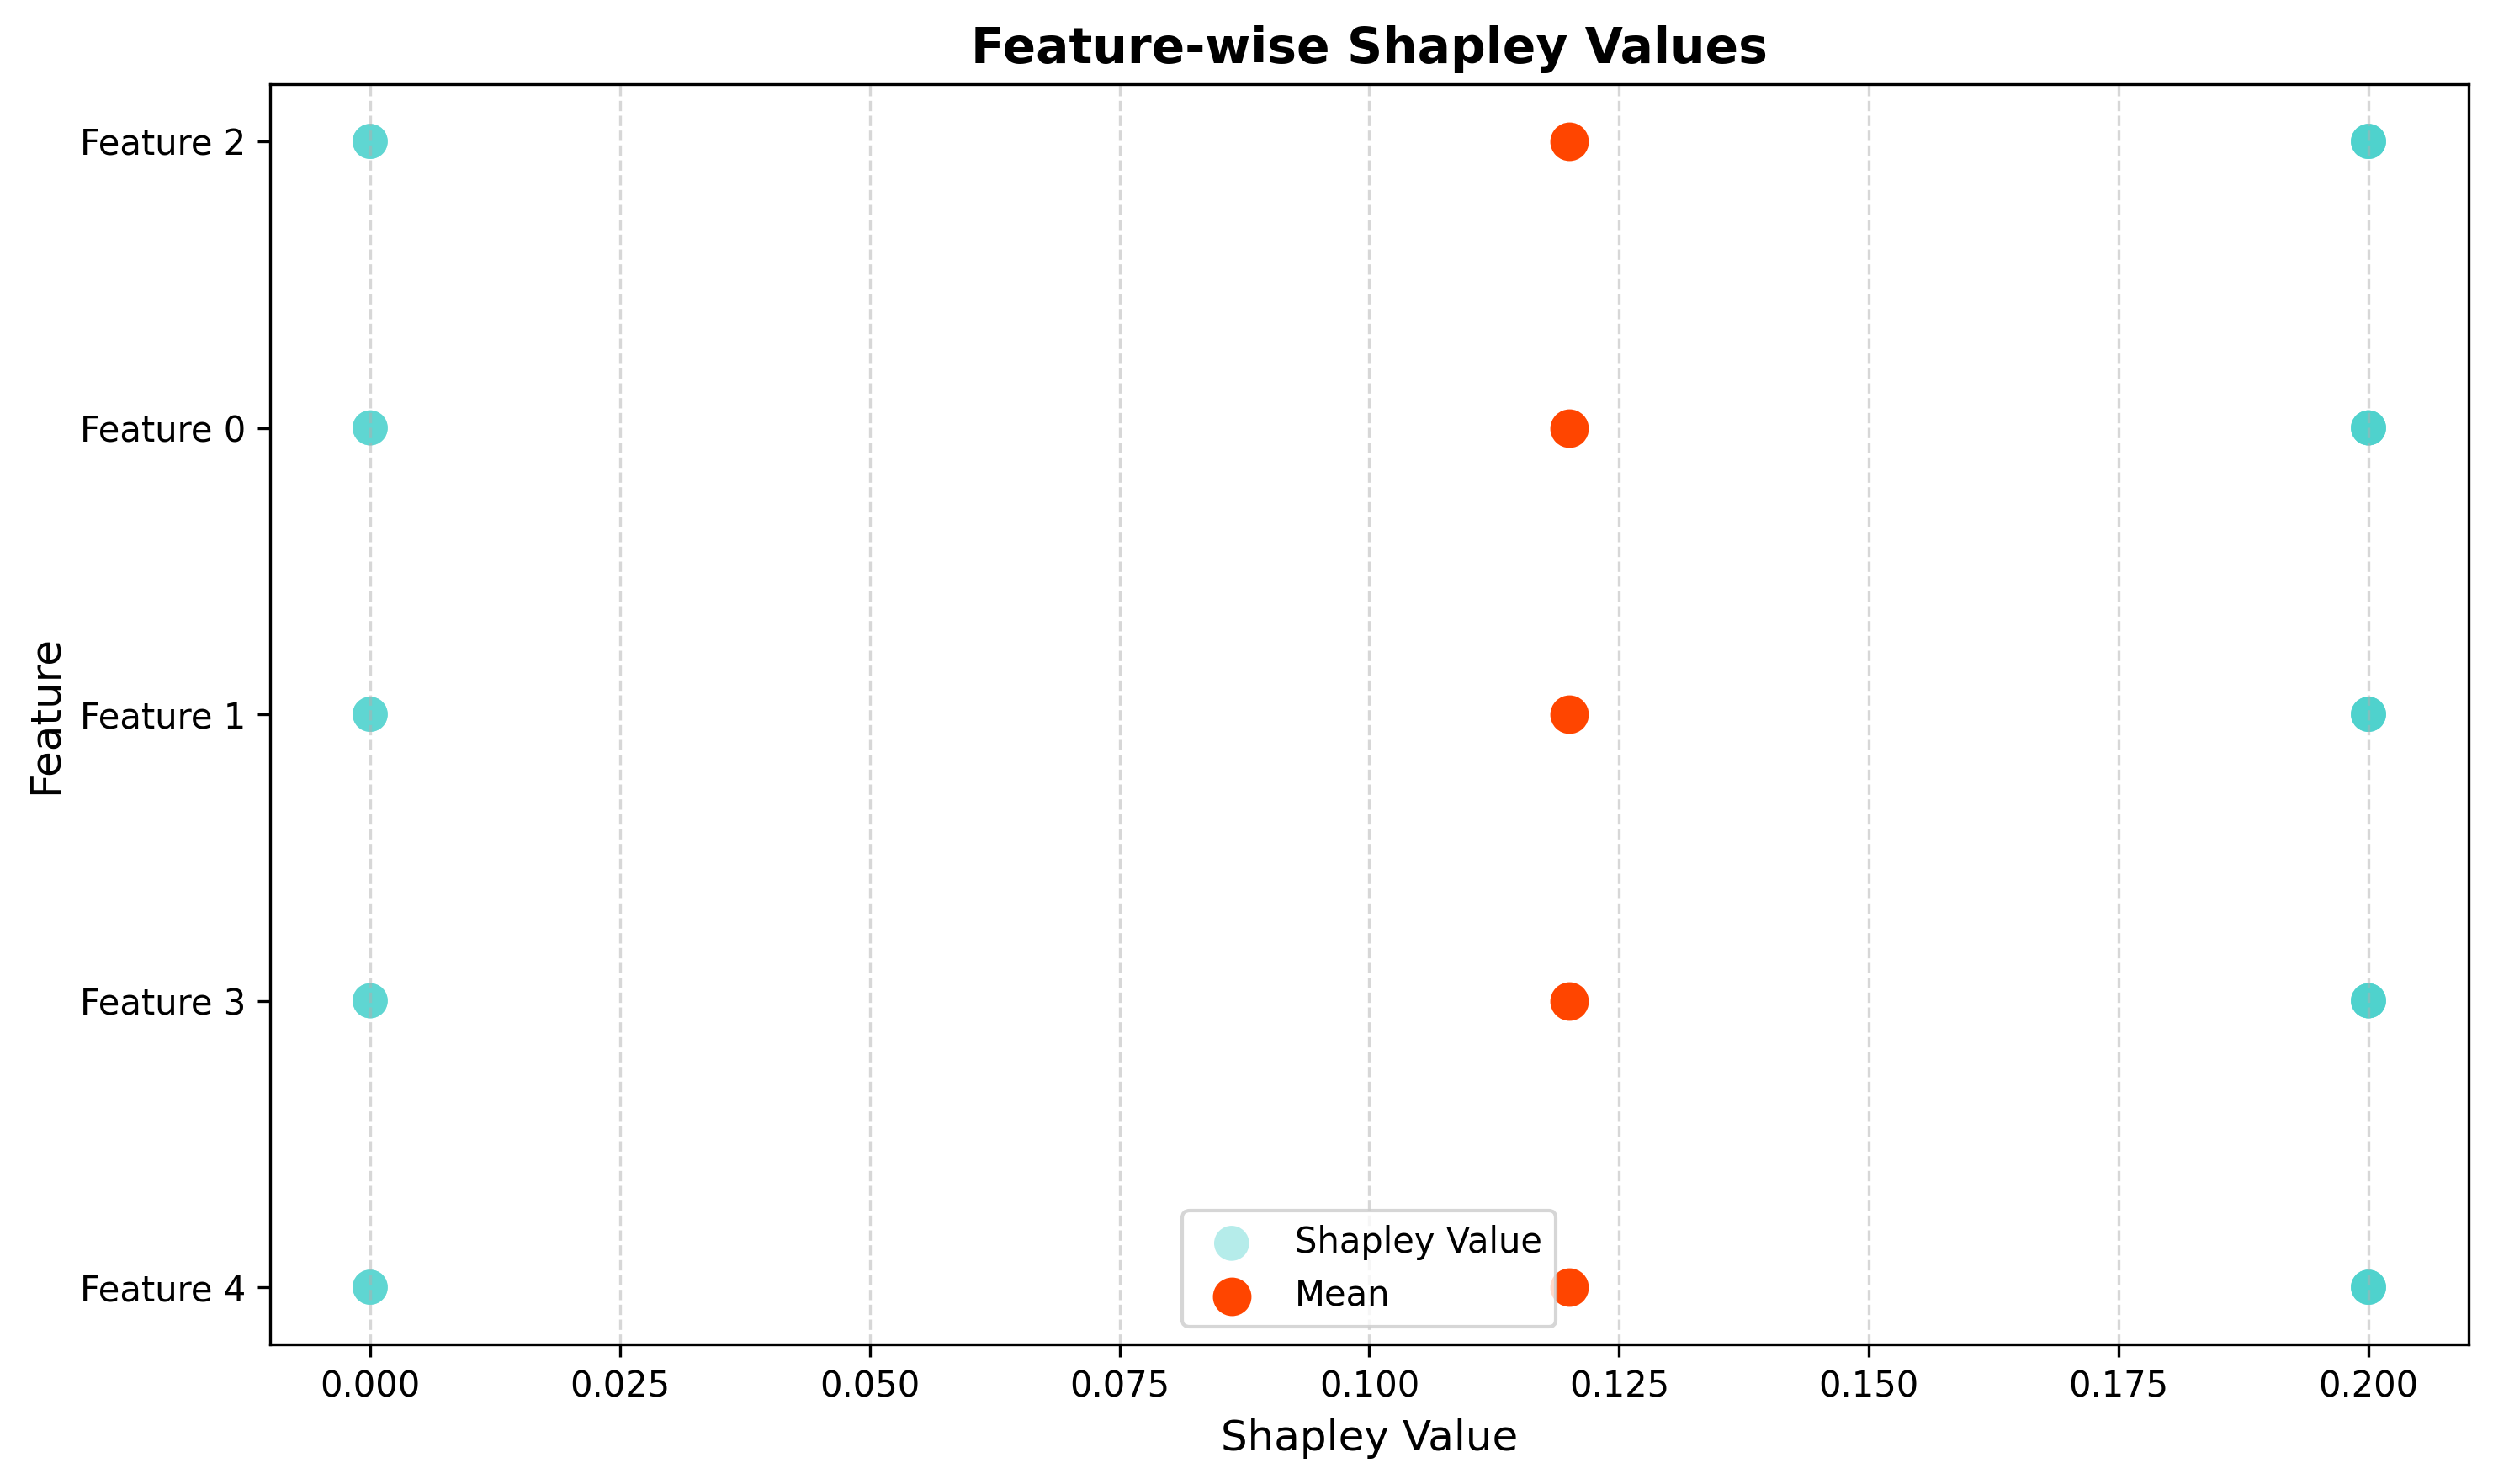 Feature-wise Shapley Values
Feature 2
Feature 0
Feature 1
Feature 3
Feature 4
Feature
Shapley Value
Mean
0.000 0.025 0.050 0.075 0.100 0.125 0.150 0.175 0.200
Shapley Value